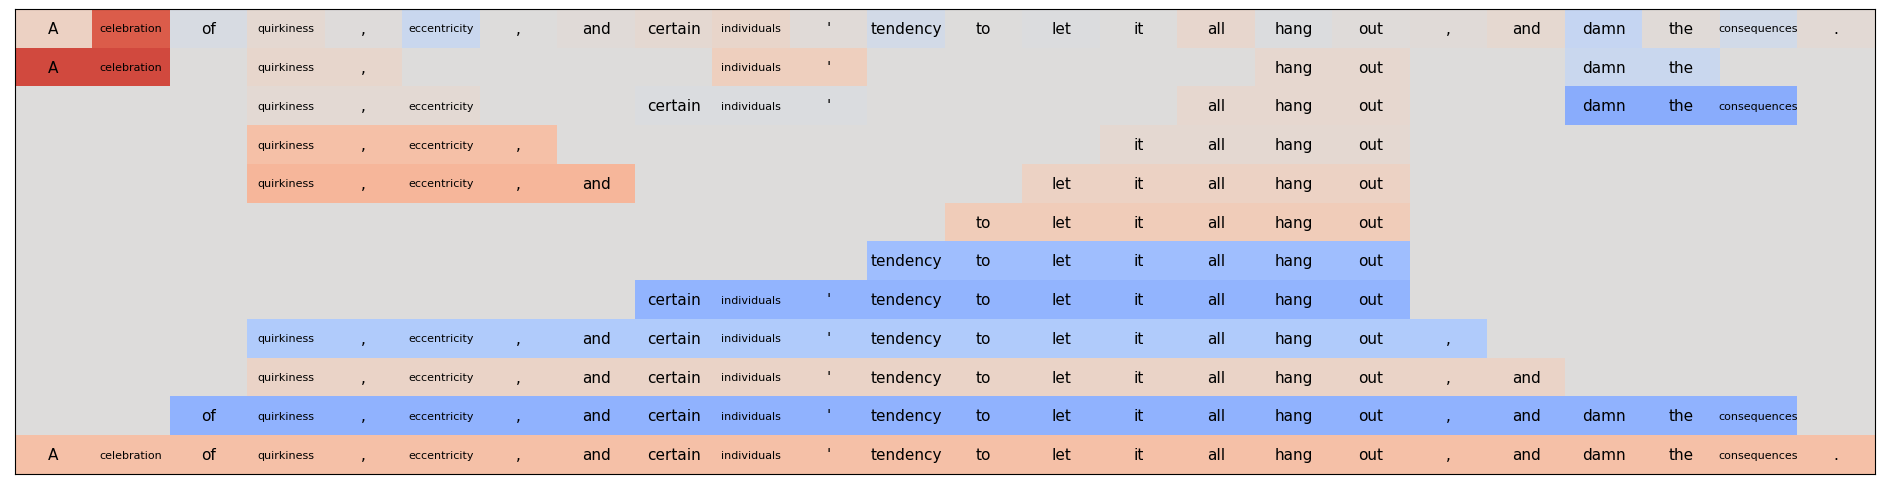 A celebration of quirkiness , eccentricity , and certain individuals ' tendency to let it all hang out , and damn the consequences .
A celebration quirkiness , individuals ' hang out damn the
quirkiness , eccentricity certain individuals ' all hang out damn the consequences
quirkiness , eccentricity , it all hang out
quirkiness , eccentricity , and let it all hang out
to let it all hang out
tendency to let it all hang out
certain individuals ' tendency to let it all hang out
quirkiness , eccentricity , and certain individuals ' tendency to let it all hang out ,
quirkiness , eccentricity , and certain individuals ' tendency to let it all hang out , and
of quirkiness , eccentricity , and certain individuals ' tendency to let it all hang out , and damn the consequences
A celebration of quirkiness , eccentricity , and certain individuals ' tendency to let it all hang out , and damn the consequences .